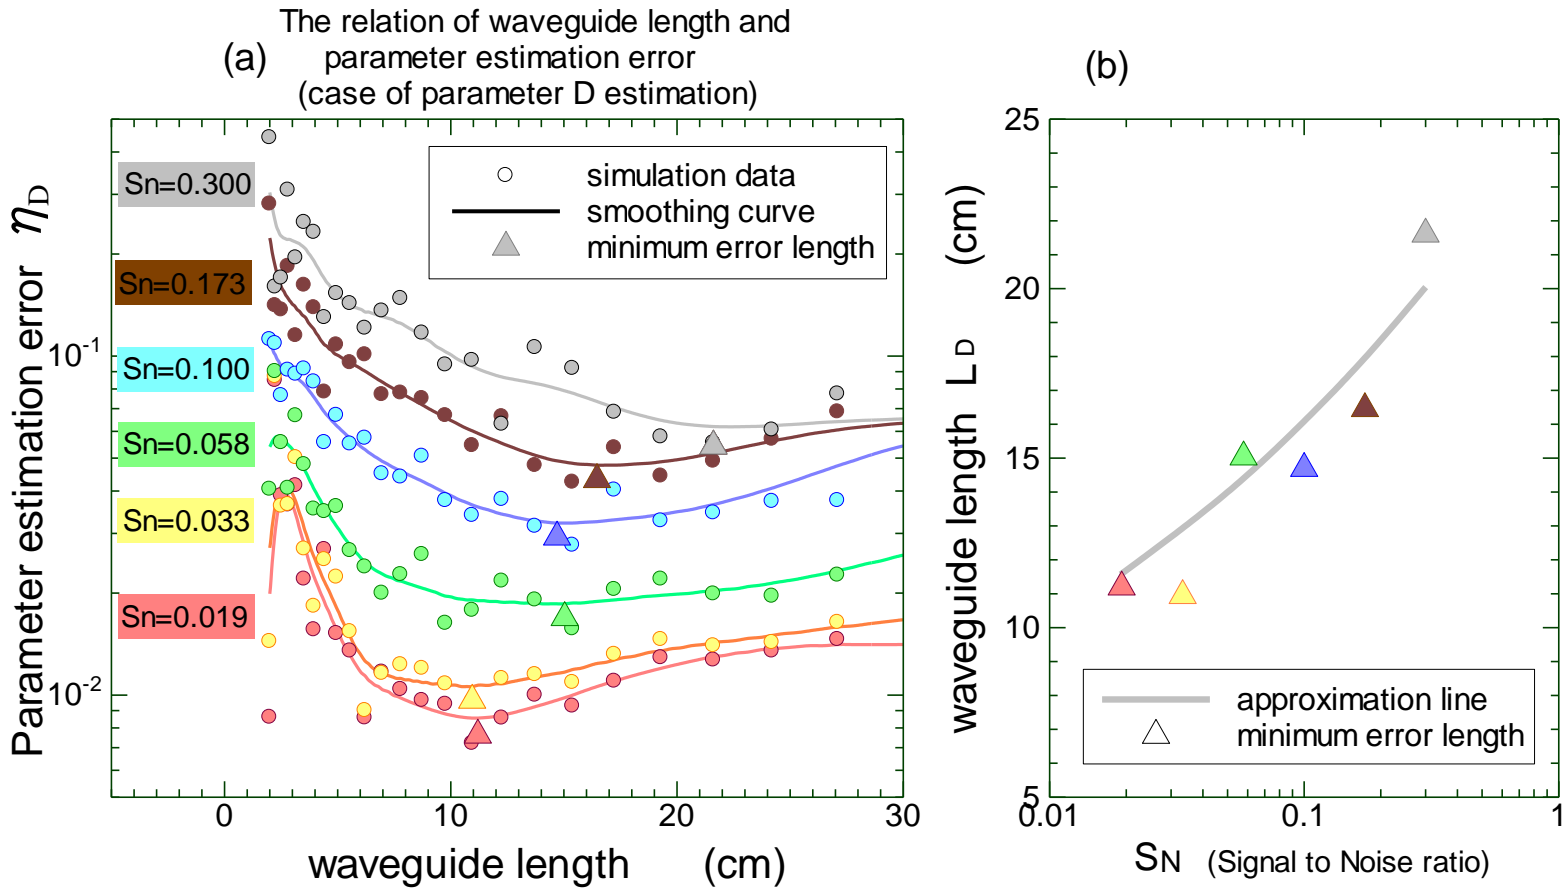 The relation of waveguide length and
parameter estimation error
(case of parameter D estimation)
(a)
Parameter estimation error ηD
Sn=0.300
Sn=0.173
Sn=0.100
Sn=0.058
Sn=0.033
Sn=0.019
simulation data
smoothing curve
minimum error length
10-1
10-2
0 10 20 30
waveguide length (cm)
(b)
waveguide length LD (cm)
25
20
15
10
5
approximation line
minimum error length
0.01 0.1 1
SN (Signal to Noise ratio)